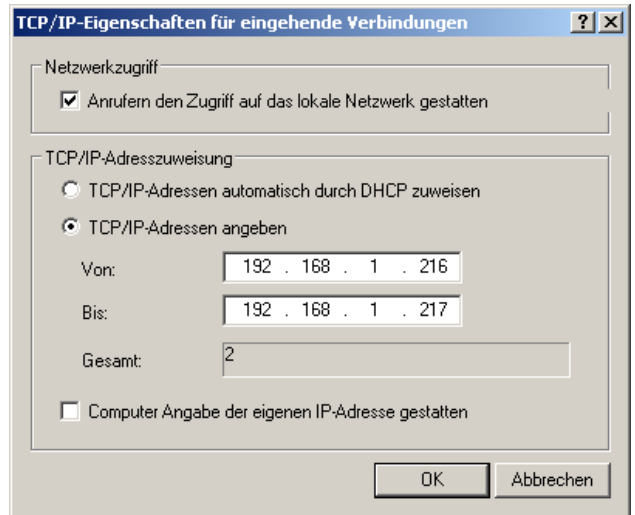 TCP/IP-Eigenschaften für eingehende Verbindungen
Netzwerkzugriff
Anrufern den Zugriff auf das lokale Netzwerk gestatten
TCP/IP-Adresszuweisung
TCP/IP-Adressen automatisch durch DHCP zuweisen
TCP/IP-Adressen angeben
Von: 192 . 168 . 1 . 216
Bis: 192 . 168 . 1 . 217
Gesamt: 2
Computer Angabe der eigenen IP-Adresse gestatten
OK Abbrechen